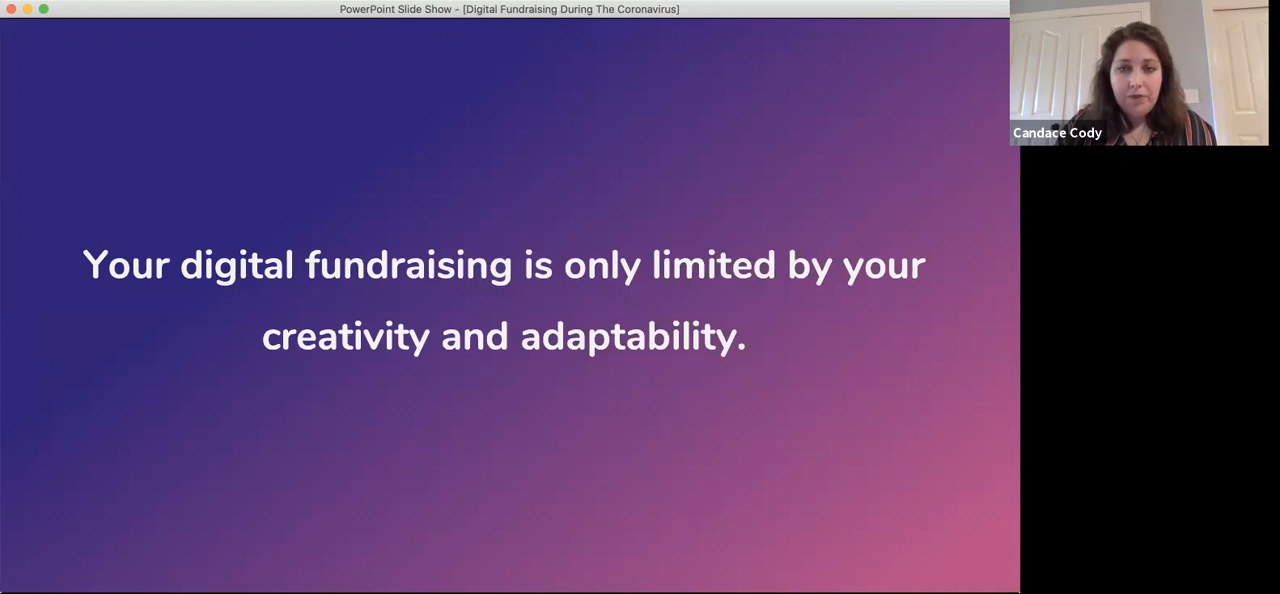 PowerPoint Slide Show - [Digital Fundraising During The Coronavirus]
Candace Cody
Your digital fundraising is only limited by your
creativity and adaptability.